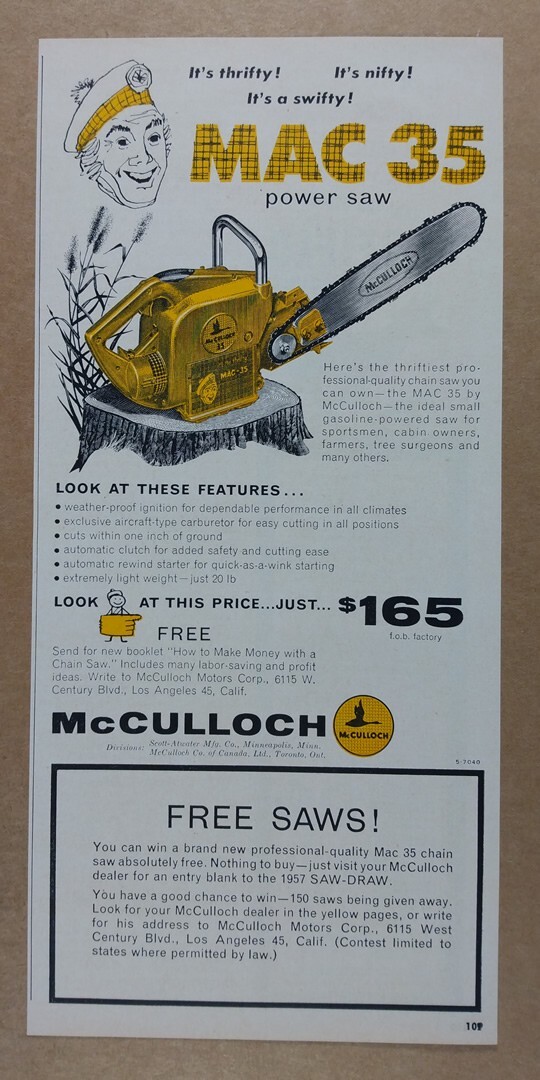 It's thrifty! It's nifty!
It's a swifty!
MAC 35
power saw
McCULLOCH
McCULLOCH
35
MAC-35
Here's the thriftiest pro-
fessional-quality chain saw you
can own—the MAC 35 by
McCulloch—the ideal small
gasoline-powered saw for
sportsmen, cabin owners,
farmers, tree surgeons and
many others.
LOOK AT THESE FEATURES...
• weather-proof ignition for dependable performance in all climates
• exclusive aircraft-type carburetor for easy cutting in all positions
• cuts within one inch of ground
• automatic clutch for added safety and cutting ease
• automatic rewind starter for quick-as-a-wink starting
• extremely light weight—just 20 lb
LOOK AT THIS PRICE...JUST... $165
f.o.b. factory
FREE
Send for new booklet "How to Make Money with a
Chain Saw." Includes many labor-saving and profit
ideas. Write to McCulloch Motors Corp., 6115 W.
Century Blvd., Los Angeles 45, Calif.
McCULLOCH
McCULLOCH
Divisions: Scott-Atwater Mfg. Co., Minneapolis, Minn.
McCulloch Co. of Canada, Ltd., Toronto, Ont.
5-7040
FREE SAWS!
You can win a brand new professional-quality Mac 35 chain
saw absolutely free. Nothing to buy—just visit your McCulloch
dealer for an entry blank to the 1957 SAW-DRAW.
You have a good chance to win—150 saws being given away.
Look for your McCulloch dealer in the yellow pages, or write
for his address to McCulloch Motors Corp., 6115 West
Century Blvd., Los Angeles 45, Calif. (Contest limited to
states where permitted by law.)